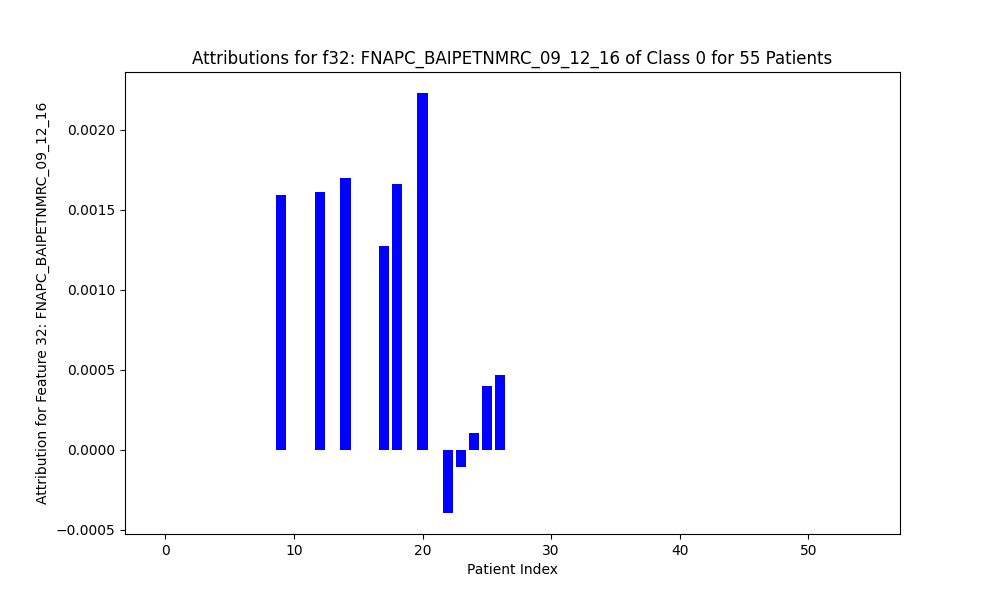 Attributions for f32: FNAPC_BAIPETNMRC_09_12_16 of Class 0 for 55 Patients
Attribution for Feature 32: FNAPC_BAIPETNMRC_09_12_16
0.0020
0.0015
0.0010
0.0005
0.0000
−0.0005
0 10 20 30 40 50
Patient Index